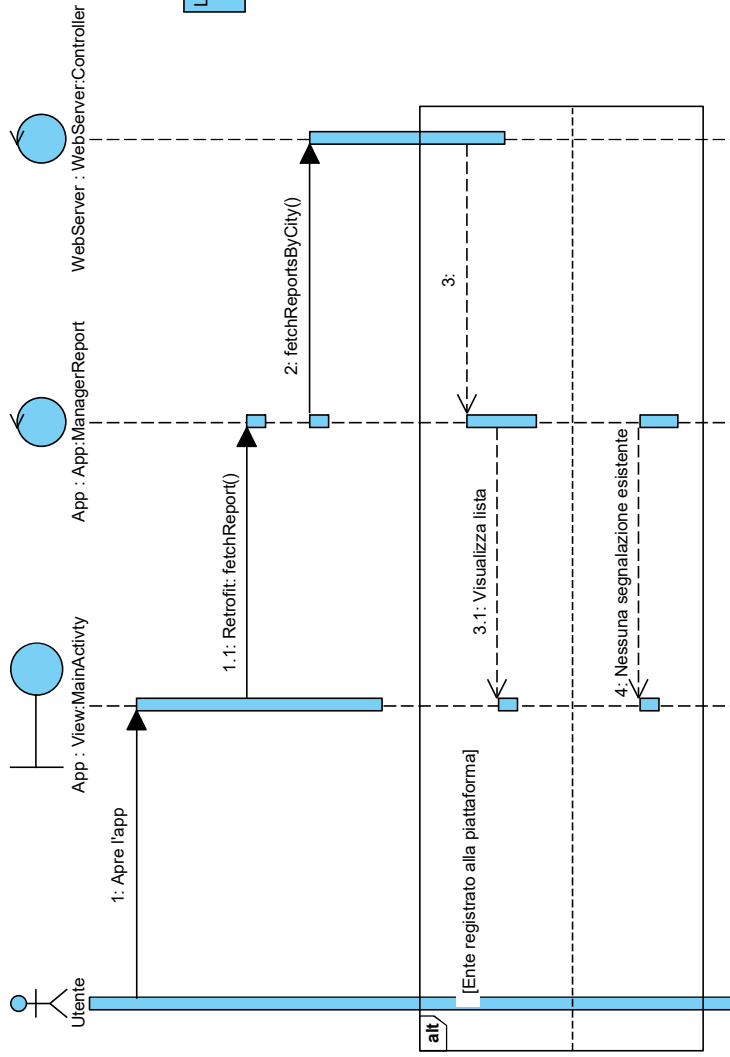 Utente
App : View:MainActivty
App : App:ManagerReport
WebServer : WebServer:Controller
1: Apre l'app
1.1: Retrofit: fetchReport()
2: fetchReportsByCity()
alt
[Ente registrato alla piattaforma]
3:
3.1: Visualizza lista
4: Nessuna segnalazione esistente